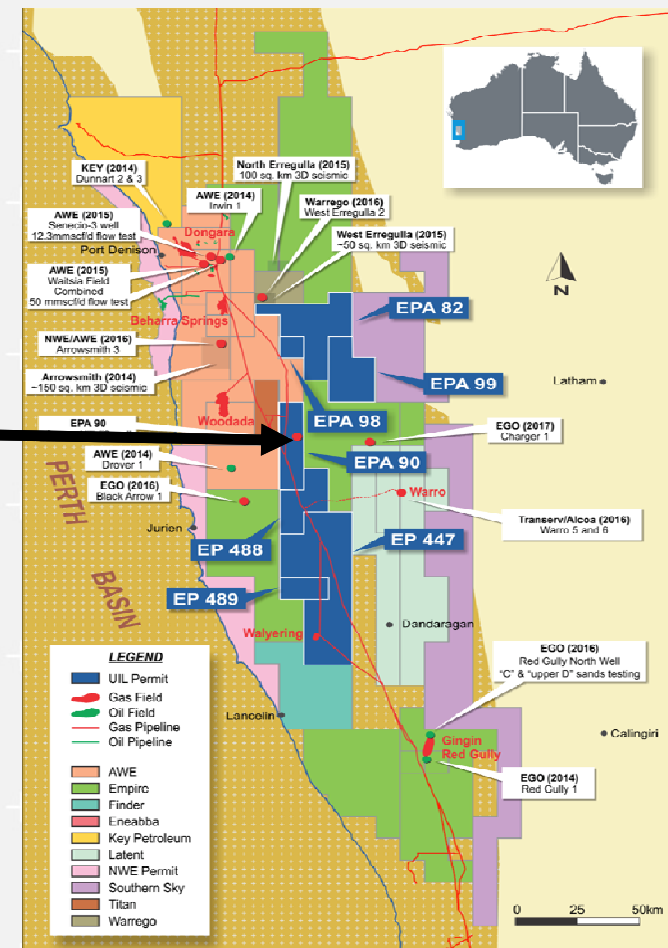 KEY (2014)
Dunnart 2 & 3
North Erregulla (2015)
100 sq. km 3D seismic
AWE (2014)
Irwin 1
Warrego (2016)
West Erregulla 2
AWE (2015)
Senecio-3 well
12.3mmscf/d flow test
Dongara
West Erregulla (2015)
~50 sq. km 3D seismic
Port Denison
AWE (2015)
Waitsia Field
Combined
50 mmscf/d flow test
N
EPA 82
Beharra Springs
NWE/AWE (2016)
Arrowsmith 3
EPA 99
Arrowsmith (2014)
~150 sq. km 3D seismic
Latham
Woodada
EPA 98
EPA 90
EGO (2017)
Charger 1
EPA 90
AWE (2014)
Drover 1
EGO (2016)
Black Arrow 1
Warro
PERTH
BASIN
Transerv/Alcoa (2016)
Warro 5 and 6
Jurien
EP 488
EP 447
EP 489
Dandaragan
Walyering
LEGEND
UIL Permit
Gas Field
Oil Field
Gas Pipeline
Oil Pipeline
AWE
Empire
Finder
Eneabba
Key Petroleum
Latent
NWE Permit
Southern Sky
Titan
Warrego
EGO (2016)
Red Gully North Well
"C" & "upper D" sands testing
Lancelin
Calingiri
Gingin
Red Gully
EGO (2014)
Red Gully 1
0 25 50km